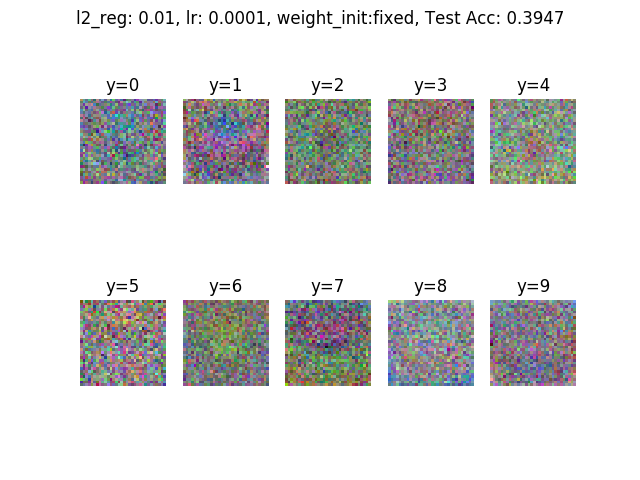 l2_reg: 0.01, lr: 0.0001, weight_init:fixed, Test Acc: 0.3947
y=0 y=1 y=2 y=3 y=4
y=5 y=6 y=7 y=8 y=9